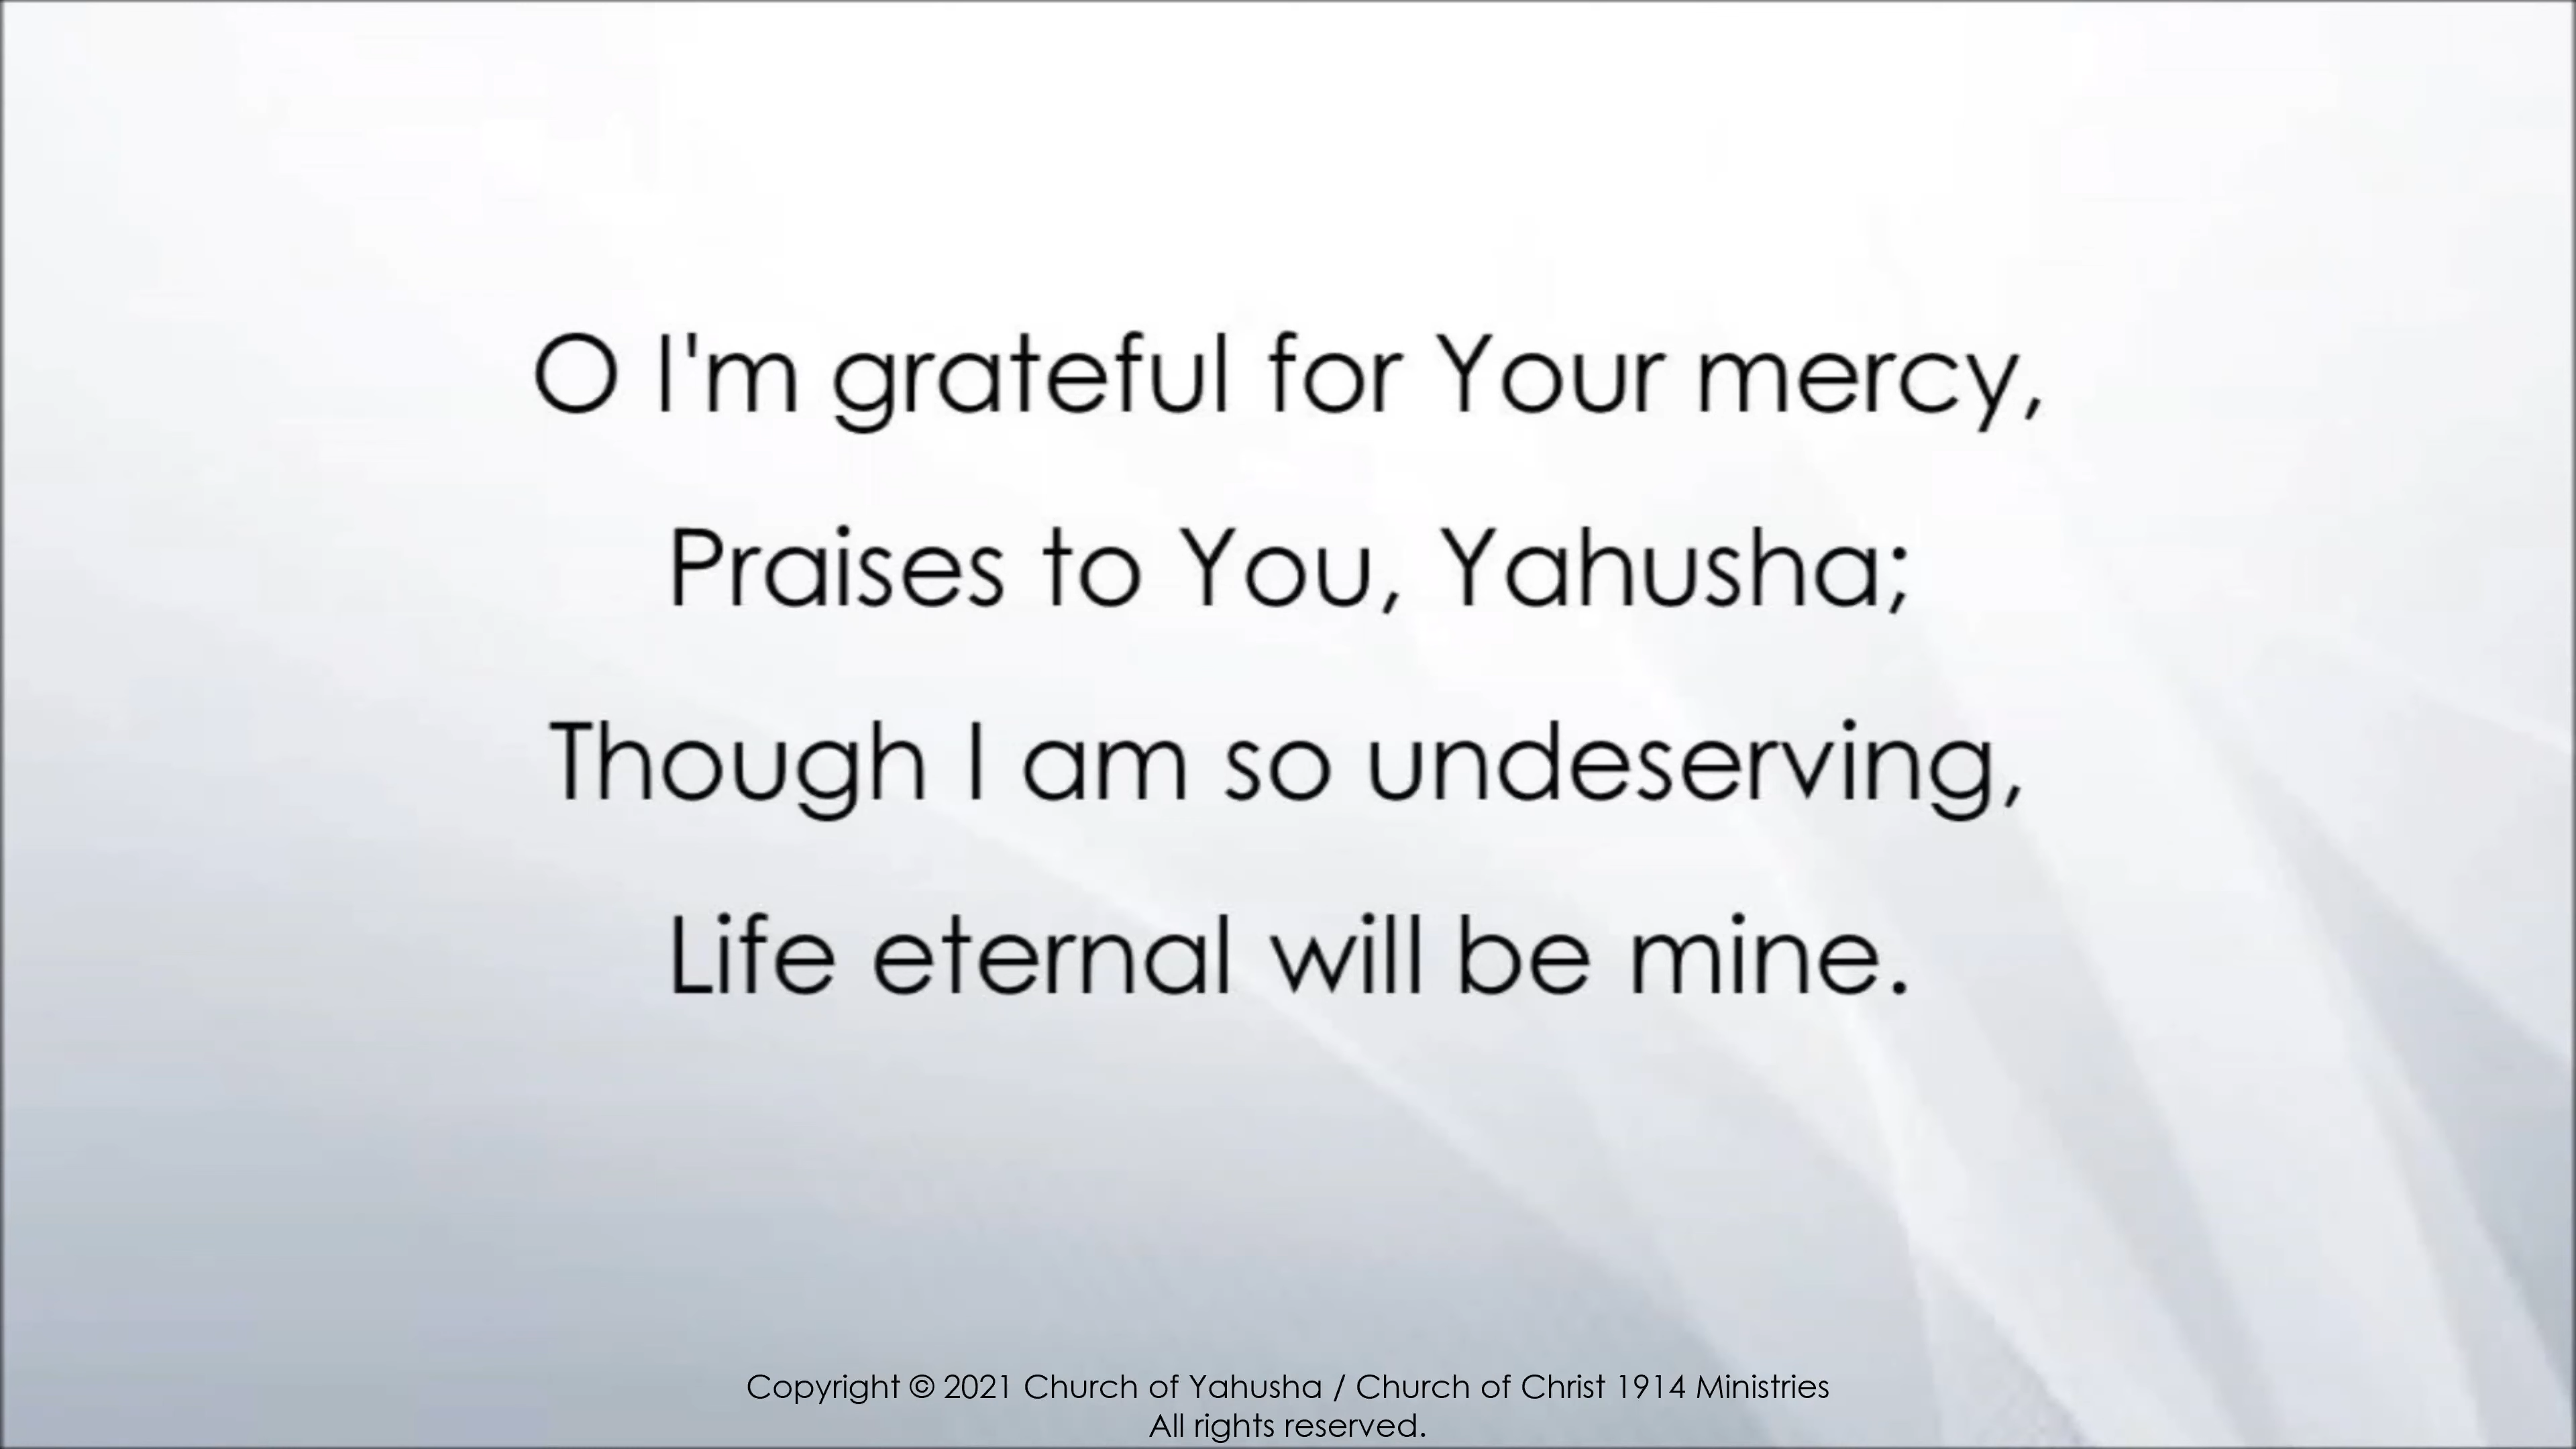 O I'm grateful for Your mercy,
Praises to You, Yahusha;
Though I am so undeserving,
Life eternal will be mine.
Copyright © 2021 Church of Yahusha / Church of Christ 1914 Ministries
All rights reserved.